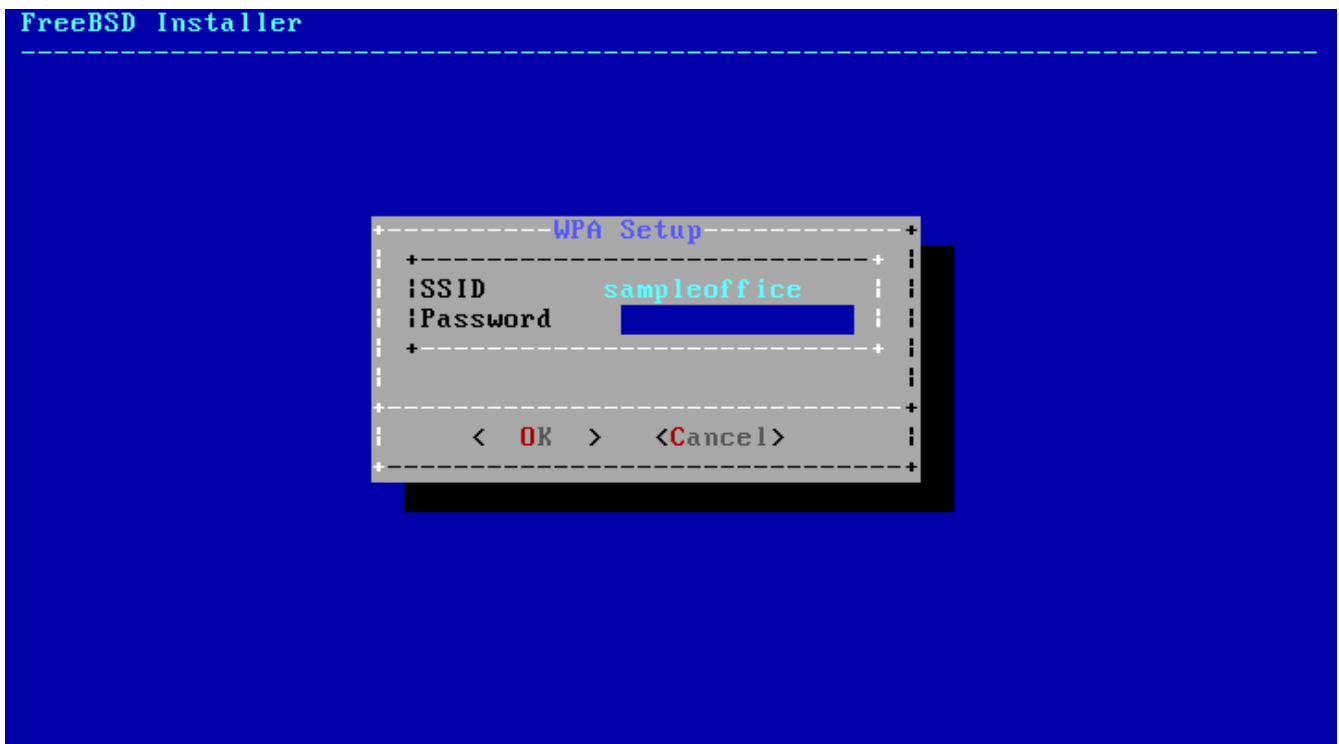 FreeBSD Installer
WPA Setup
SSID sampleoffice
Password
< OK > <Cancel>